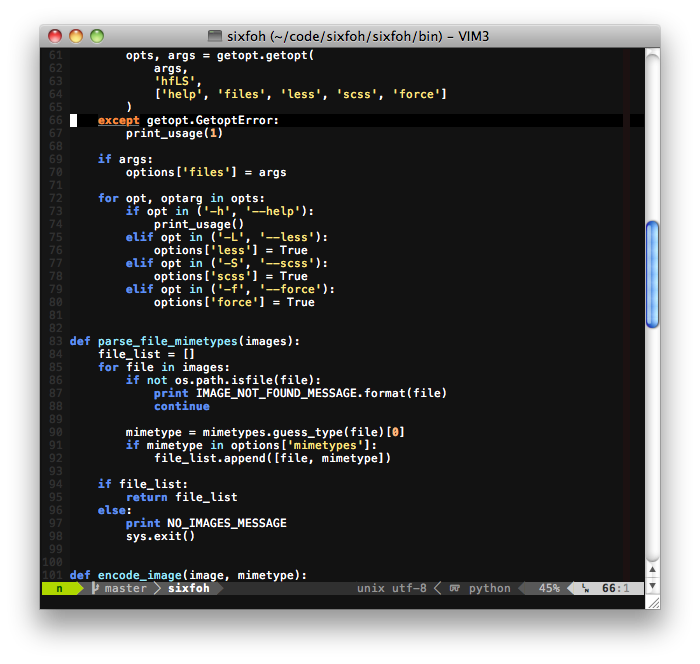 sixfoh (~/code/sixfoh/sixfoh/bin) - VIM3
61         opts, args = getopt.getopt(
62             args,
63             'hfLS',
64             ['help', 'files', 'less', 'scss', 'force']
65         )
66     except getopt.GetoptError:
67         print_usage(1)
68
69     if args:
70         options['files'] = args
71
72     for opt, optarg in opts:
73         if opt in ('-h', '--help'):
74             print_usage()
75         elif opt in ('-L', '--less'):
76             options['less'] = True
77         elif opt in ('-S', '--scss'):
78             options['scss'] = True
79         elif opt in ('-f', '--force'):
80             options['force'] = True
81
82
83 def parse_file_mimetypes(images):
84     file_list = []
85     for file in images:
86         if not os.path.isfile(file):
87             print IMAGE_NOT_FOUND_MESSAGE.format(file)
88             continue
89
90         mimetype = mimetypes.guess_type(file)[0]
91         if mimetype in options['mimetypes']:
92             file_list.append([file, mimetype])
93
94     if file_list:
95         return file_list
96     else:
97         print NO_IMAGES_MESSAGE
98         sys.exit()
99
100
101 def encode_image(image, mimetype):
n master sixfoh unix utf-8 python 45% LN 66:1